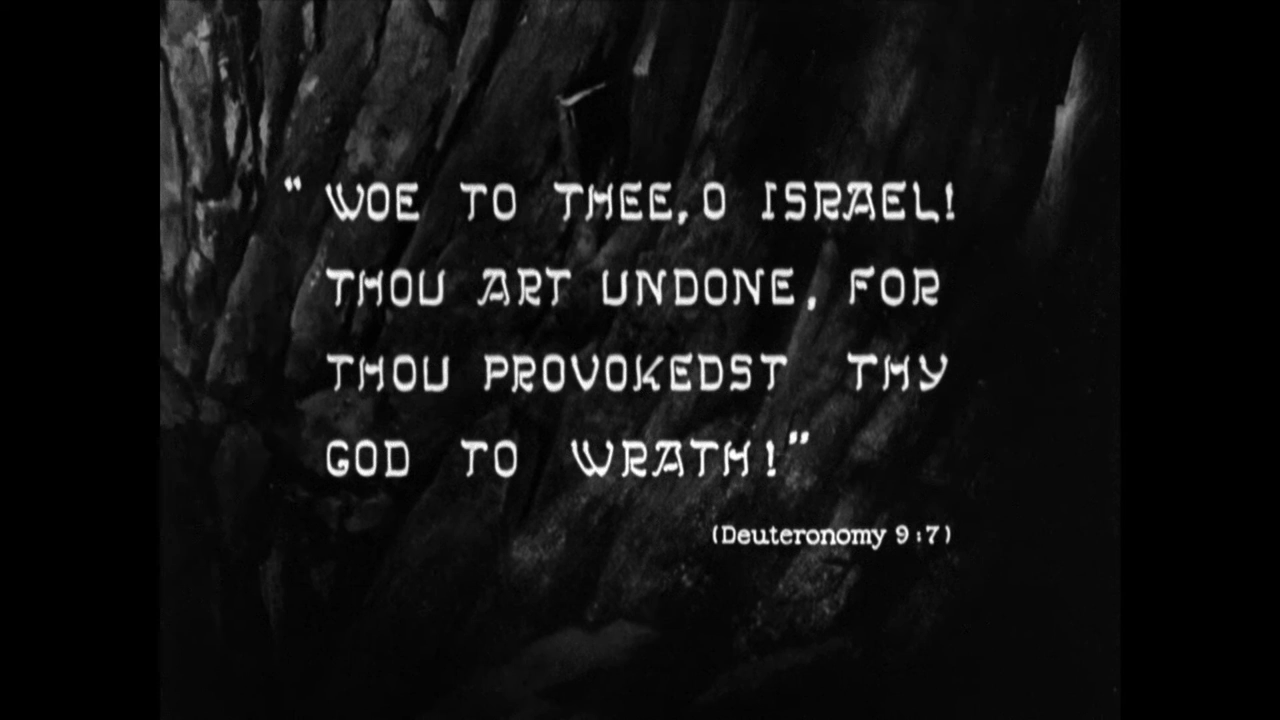 "WOE TO THEE, O ISRAEL!
THOU ART UNDONE, FOR
THOU PROVOKEDST THY
GOD TO WRATH!"
(Deuteronomy 9:7)